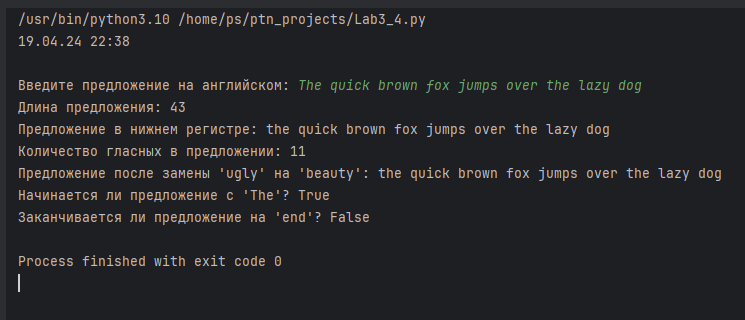 /usr/bin/python3.10 /home/ps/ptn_projects/Lab3_4.py
19.04.24 22:38
Введите предложение на английском: The quick brown fox jumps over the lazy dog
Длина предложения: 43
Предложение в нижнем регистре: the quick brown fox jumps over the lazy dog
Количество гласных в предложении: 11
Предложение после замены 'ugly' на 'beauty': the quick brown fox jumps over the lazy dog
Начинается ли предложение с 'The'? True
Заканчивается ли предложение на 'end'? False
Process finished with exit code 0